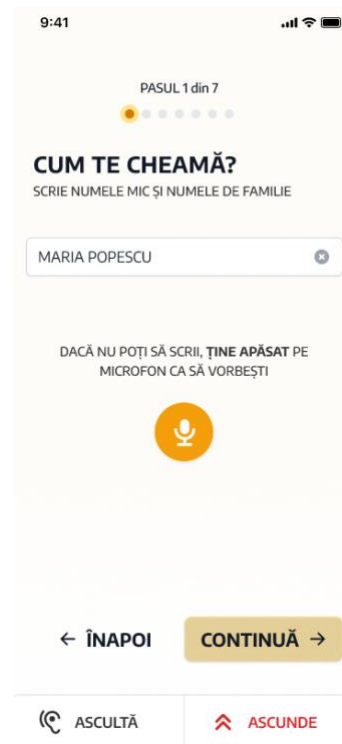 9:41
PASUL 1 din 7
CUM TE CHEAMĂ?
SCRIE NUMELE MIC ȘI NUMELE DE FAMILIE
MARIA POPESCU
DACĂ NU POȚI SĂ SCRII, ȚINE APĂSAT PE
MICROFON CA SĂ VORBEȘTI
← ÎNAPOI
CONTINUĂ →
ASCULTĂ
ASCUNDE